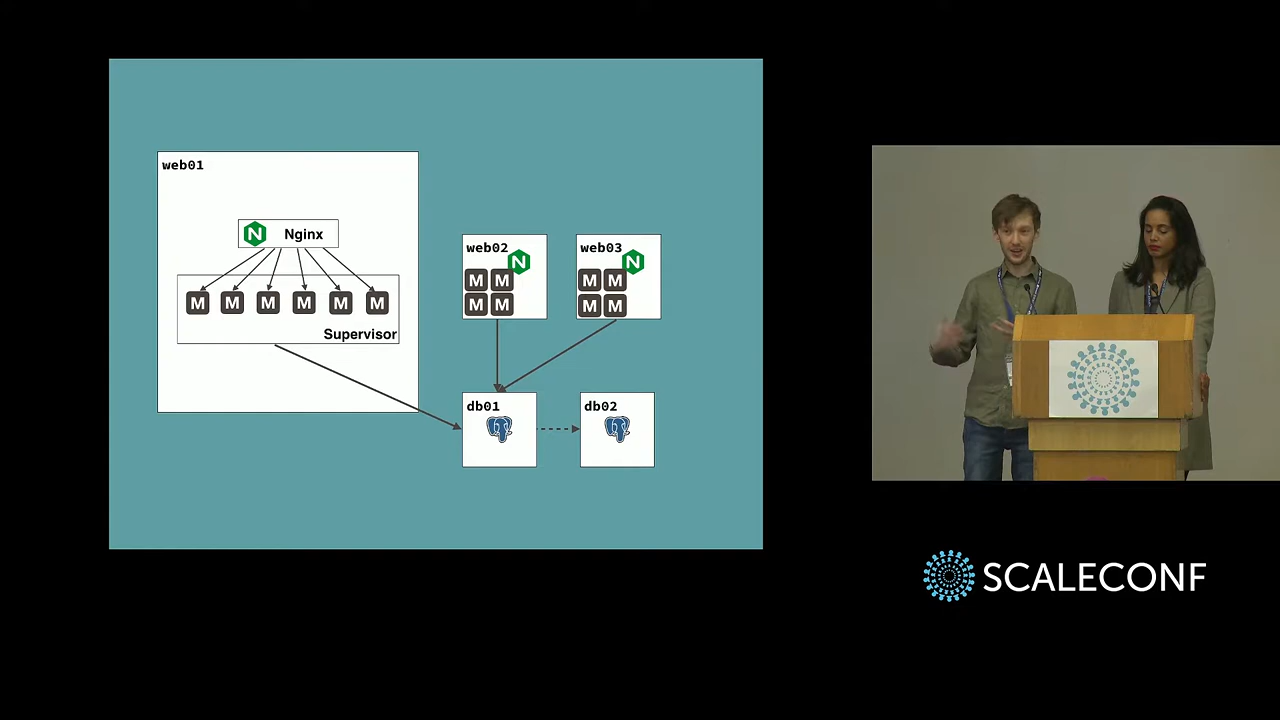 web01
N Nginx
M M M M M M
Supervisor
web02
N
M M
M M
web03
N
M M
M M
db01
db02
SCALECONF